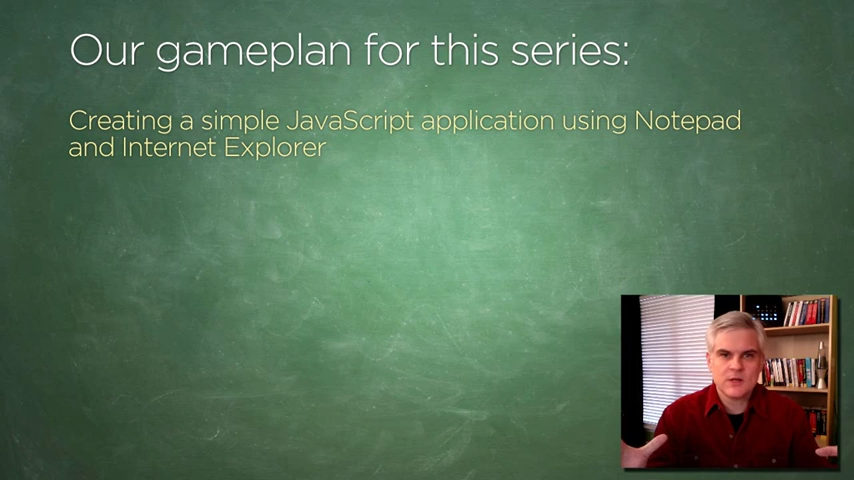 Our gameplan for this series:
Creating a simple JavaScript application using Notepad
and Internet Explorer